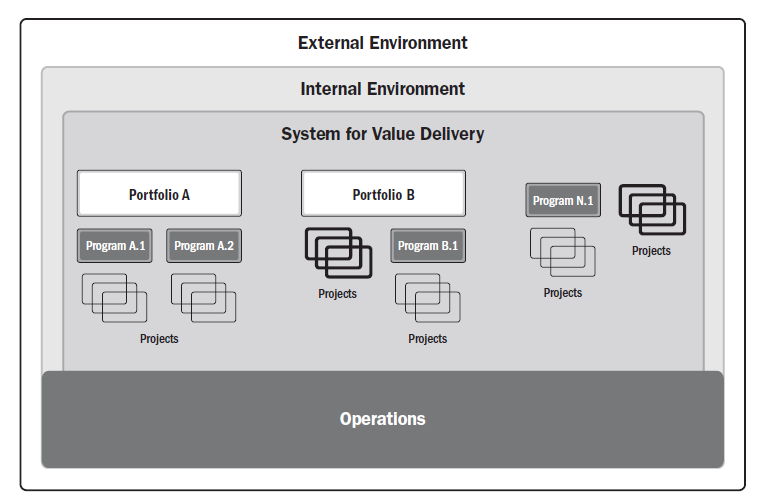 External Environment
Internal Environment
System for Value Delivery
Portfolio A
Portfolio B
Program N.1
Projects
Program A.1
Program A.2
Program B.1
Projects
Projects
Projects
Projects
Operations